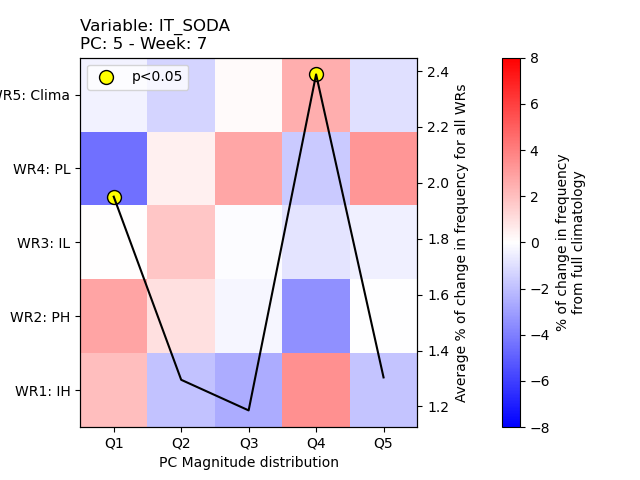 Variable: IT_SODA
PC: 5 - Week: 7
p<0.05
WR5: Clima
WR4: PL
WR3: IL
WR2: PH
WR1: IH
Q1 Q2 Q3 Q4 Q5
PC Magnitude distribution
2.4
2.2
2.0
1.8
1.6
1.4
1.2
Average % of change in frequency for all WRs
8
6
4
2
0
−2
−4
−6
−8
% of change in frequency
from full climatology